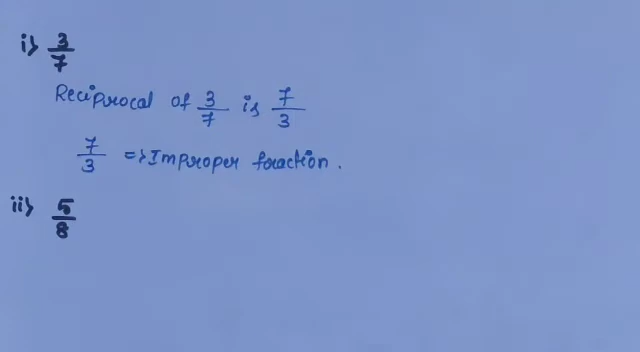 i) 3/7
Reciprocal of 3/7 is 7/3
7/3 => Improper fraction.
ii) 5/8